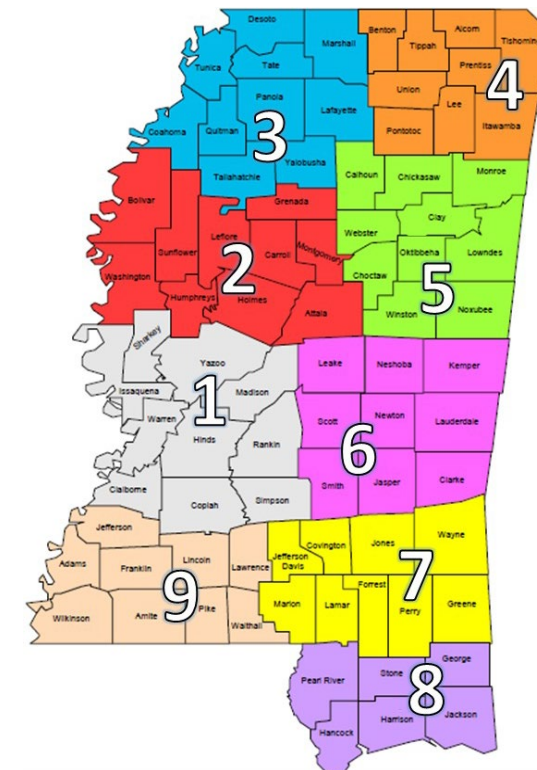 Desoto
Benton
Alcorn
Tishomin
Marshall
Tippah
Tunica
Tate
Prentiss
Panola
Union
4
Lafayette
Lee
Coahoma
Quitman
3
Pontotoc
Itawamba
Yalobusha
Tallahatchie
Calhoun
Chickasaw
Monroe
Bolivar
Grenada
Clay
Webster
Leflore
Sunflower
Carroll
Montgomery
Oktibbeha
Lowndes
Washington
2
Choctaw
Humphreys
Holmes
5
Attala
Winston
Noxubee
Sharkey
Yazoo
Leake
Neshoba
Kemper
Issaquena
Madison
1
Warren
Scott
Newton
Lauderdale
Hinds
Rankin
6
Claiborne
Smith
Jasper
Clarke
Copiah
Simpson
Jefferson
Jones
Wayne
Adams
Franklin
Lincoln
Lawrence
Jefferson
Davis
Covington
7
9
Forrest
Wilkinson
Amite
Pike
Walthall
Marion
Lamar
Perry
Greene
George
Pearl River
Stone
8
Hancock
Harrison
Jackson